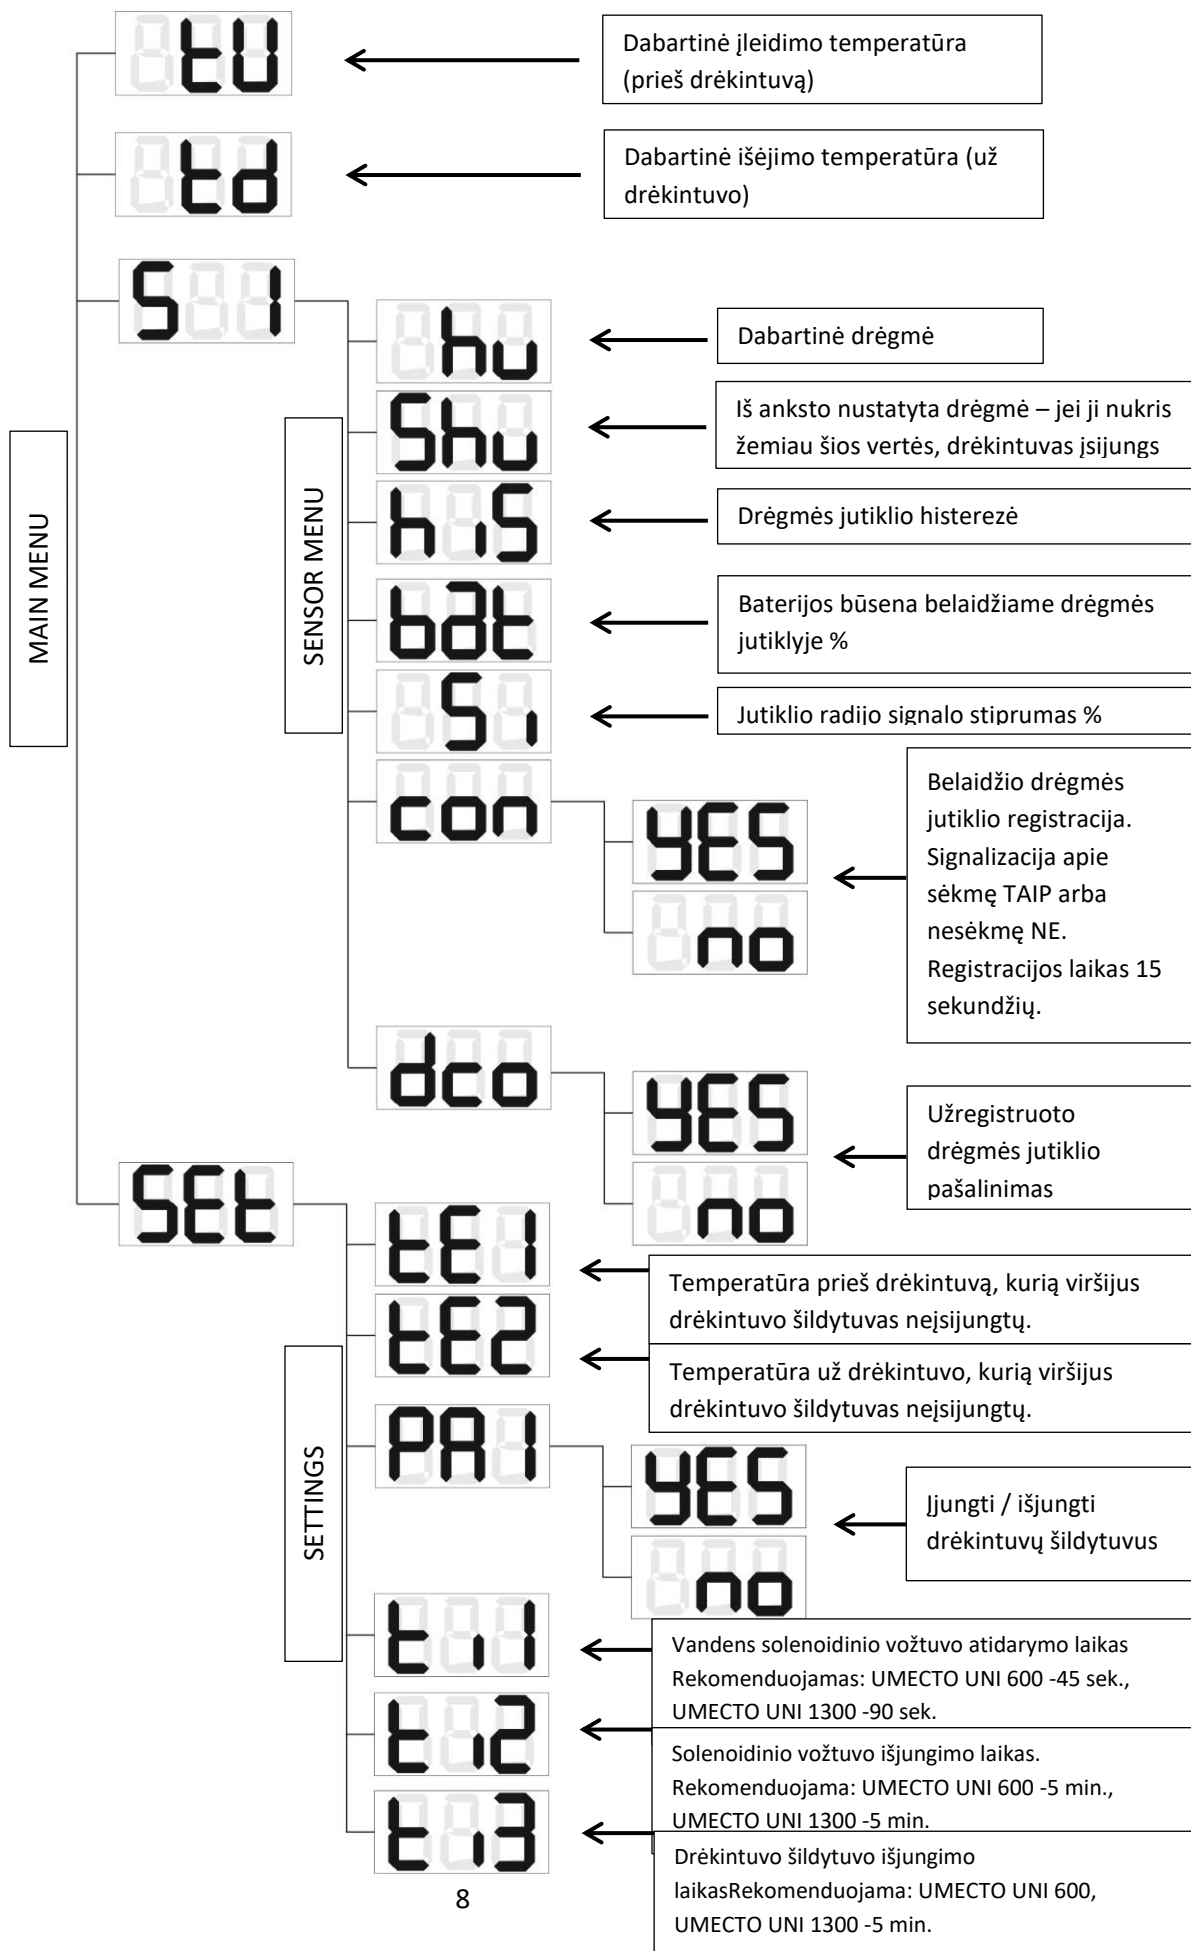 tU
Dabartinė įleidimo temperatūra
(prieš drėkintuvą)
td
Dabartinė išėjimo temperatūra (už
drėkintuvo)
S 1
MAIN MENU
SENSOR MENU
hu
Dabartinė drėgmė
Shu
Iš anksto nustatyta drėgmė – jei ji nukris
žemiau šios vertės, drėkintuvas įsijungs
hiS
Drėgmės jutiklio histerezė
bat
Baterijos būsena belaidžiame drėgmės
jutiklyje %
Si
Jutiklio radijo signalo stiprumas %
con
YES
no
Belaidžio drėgmės
jutiklio registracija.
Signalizacija apie
sėkmę TAIP arba
nesėkmę NE.
Registracijos laikas 15
sekundžių.
dco
YES
no
Užregistruoto
drėgmės jutiklio
pašalinimas
SEt
SETTINGS
tE1
Temperatūra prieš drėkintuvą, kurią viršijus
drėkintuvo šildytuvas neįsijungtų.
tE2
Temperatūra už drėkintuvo, kurią viršijus
drėkintuvo šildytuvas neįsijungtų.
PA1
YES
no
Įjungti / išjungti
drėkintuvų šildytuvus
ti1
Vandens solenoidinio vožtuvo atidarymo laikas
Rekomenduojamas: UMECTO UNI 600 -45 sek.,
UMECTO UNI 1300 -90 sek.
ti2
Solenoidinio vožtuvo išjungimo laikas.
Rekomenduojama: UMECTO UNI 600 -5 min.,
UMECTO UNI 1300 -5 min.
ti3
Drėkintuvo šildytuvo išjungimo
laikasRekomenduojama: UMECTO UNI 600,
UMECTO UNI 1300 -5 min.
8